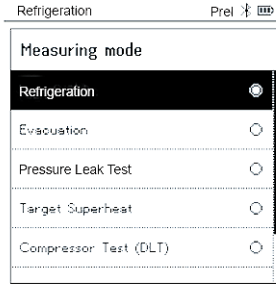 Refrigeration Prel
Measuring mode
Refrigeration
Evacuation
Pressure Leak Test
Target Superheat
Compressor Test (DLT)